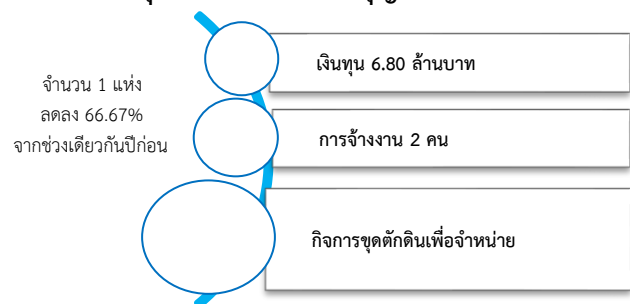 จำนวน 1 แห่ง
ลดลง 66.67%
จากช่วงเดียวกันปีก่อน
เงินทุน 6.80 ล้านบาท
การจ้างงาน 2 คน
กิจการขุดตักดินเพื่อจำหน่าย